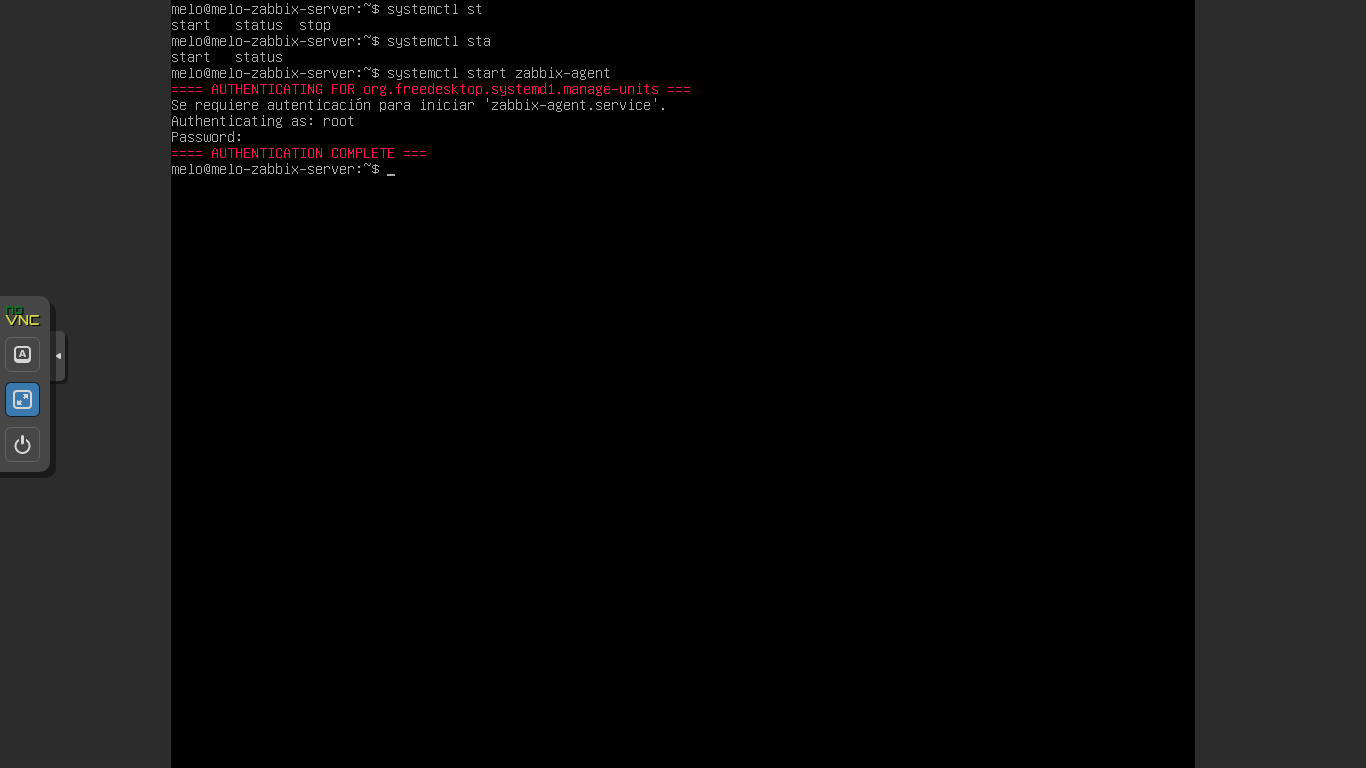 melo@melo-zabbix-server:~$ systemctl st
start   status  stop
melo@melo-zabbix-server:~$ systemctl sta
start   status
melo@melo-zabbix-server:~$ systemctl start zabbix-agent
==== AUTHENTICATING FOR org.freedesktop.systemd1.manage-units ===
Se requiere autenticación para iniciar 'zabbix-agent.service'.
Authenticating as: root
Password:
==== AUTHENTICATION COMPLETE ===
melo@melo-zabbix-server:~$ _
no
VNC
A